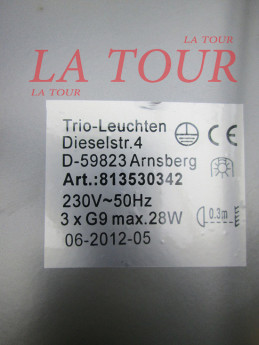 LA TOUR
LA TOUR
LA TOUR
Trio-Leuchten
Dieselstr.4
D-59823 Arnsberg
Art.:813530342
230V~50Hz
3 x G9 max.28W
06-2012-05
CE
0.3m